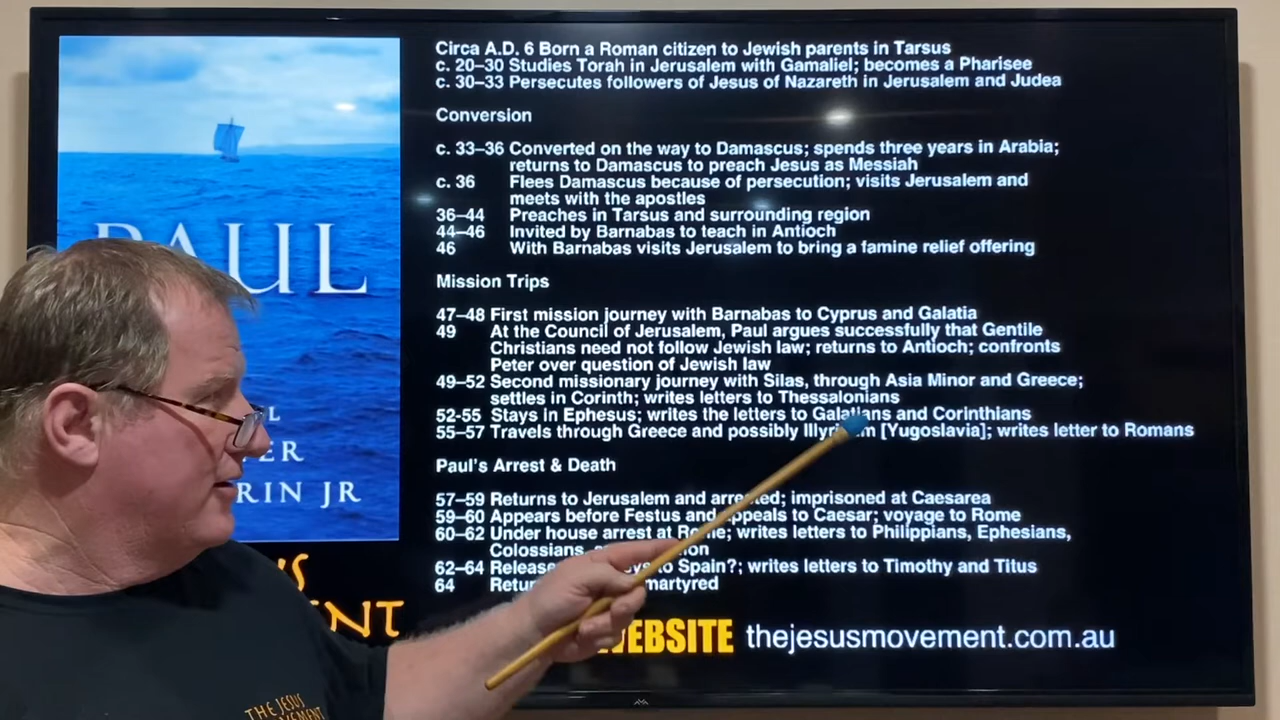 Circa A.D. 6 Born a Roman citizen to Jewish parents in Tarsus
c. 20–30 Studies Torah in Jerusalem with Gamaliel; becomes a Pharisee
c. 30–33 Persecutes followers of Jesus of Nazareth in Jerusalem and Judea
Conversion
c. 33–36 Converted on the way to Damascus; spends three years in Arabia;
returns to Damascus to preach Jesus as Messiah
c. 36 Flees Damascus because of persecution; visits Jerusalem and
meets with the apostles
36–44 Preaches in Tarsus and surrounding region
44–46 Invited by Barnabas to teach in Antioch
46 With Barnabas visits Jerusalem to bring a famine relief offering
Mission Trips
47–48 First mission journey with Barnabas to Cyprus and Galatia
49 At the Council of Jerusalem, Paul argues successfully that Gentile
Christians need not follow Jewish law; returns to Antioch; confronts
Peter over question of Jewish law
49–52 Second missionary journey with Silas, through Asia Minor and Greece;
settles in Corinth; writes letters to Thessalonians
52-55 Stays in Ephesus; writes the letters to Galatians and Corinthians
55–57 Travels through Greece and possibly [Yugoslavia]; writes letter to Romans
Paul's Arrest & Death
57–59 Returns to Jerusalem and arrested; imprisoned at Caesarea
59–60 Appears before Festus and appeals to Caesar; voyage to Rome
60–62 Under house arrest at Rome; writes letters to Philippians, Ephesians,
Colossians,
62–64 to Spain?; writes letters to Timothy and Titus
64 martyred
WEBSITE thejesusmovement.com.au
PAUL
RIN JR
THE JESUS